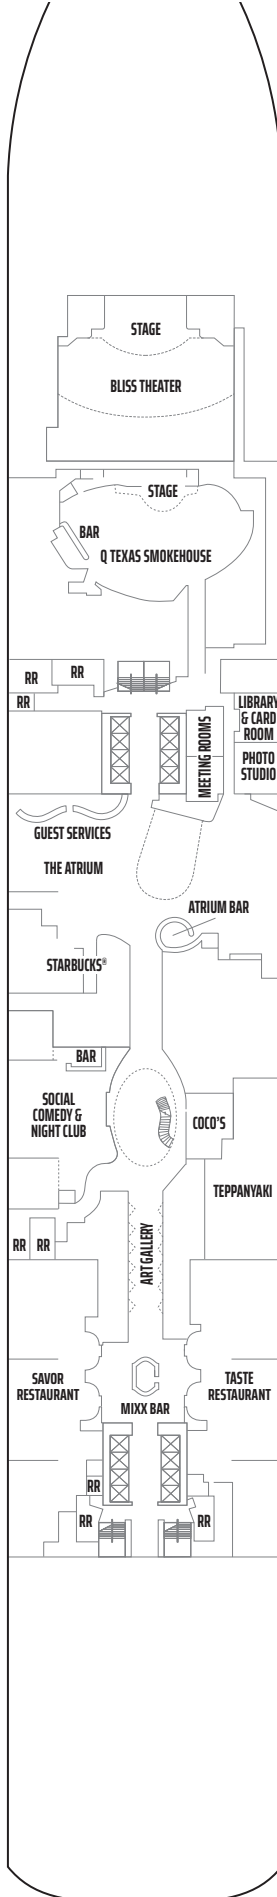 STAGE
BLISS THEATER
STAGE
BAR
Q TEXAS SMOKEHOUSE
RR
RR
RR
LIBRARY
& CARD
ROOM
MEETING ROOMS
PHOTO
STUDIO
GUEST SERVICES
THE ATRIUM
ATRIUM BAR
STARBUCKS®
BAR
SOCIAL
COMEDY &
NIGHT CLUB
COCO'S
TEPPANYAKI
RR
RR
ART GALLERY
SAVOR
RESTAURANT
TASTE
RESTAURANT
MIXX BAR
RR
RR
RR